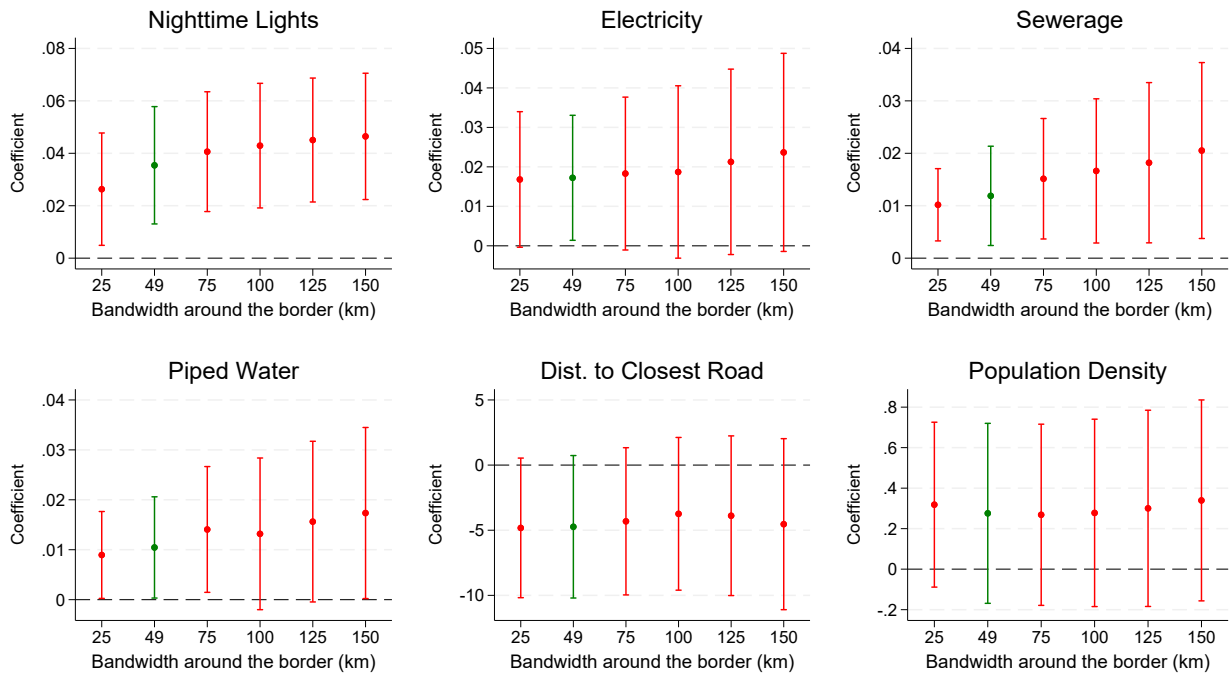 Nighttime Lights
Coefficient
.08
.06
.04
.02
0
25 49 75 100 125 150
Bandwidth around the border (km)
Electricity
Coefficient
.05
.04
.03
.02
.01
0
25 49 75 100 125 150
Bandwidth around the border (km)
Sewerage
Coefficient
.04
.03
.02
.01
0
25 49 75 100 125 150
Bandwidth around the border (km)
Piped Water
Coefficient
.04
.03
.02
.01
0
25 49 75 100 125 150
Bandwidth around the border (km)
Dist. to Closest Road
Coefficient
5
0
-5
-10
25 49 75 100 125 150
Bandwidth around the border (km)
Population Density
Coefficient
.8
.6
.4
.2
0
-.2
25 49 75 100 125 150
Bandwidth around the border (km)